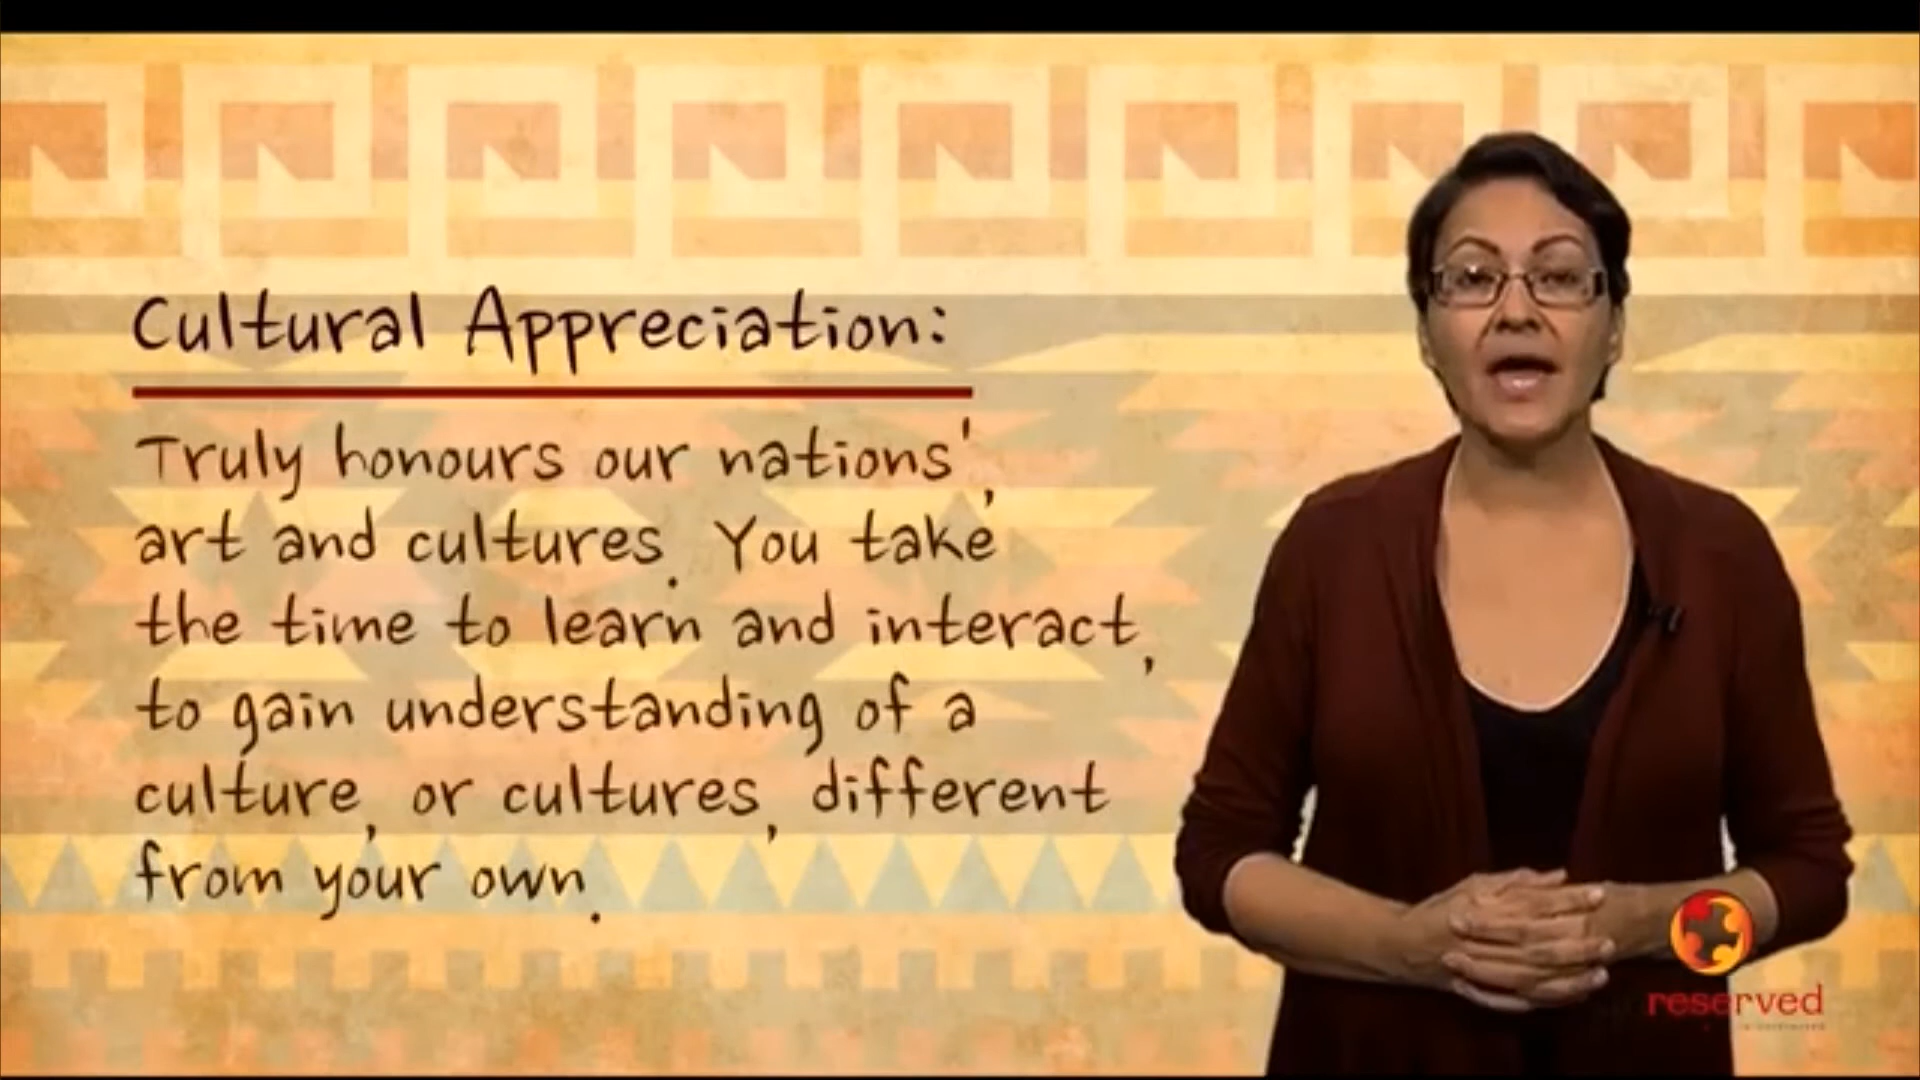 Cultural Appreciation:
Truly honours our nations',
art and cultures. You take
the time to learn and interact,
to gain understanding of a
culture, or cultures, different
from your own.
reserved